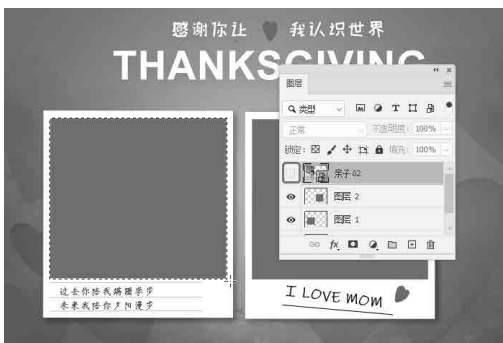 感谢你让 我认识世界
THANKSGIVING
图层
类型
正常
不透明度: 100%
锁定:
填充: 100%
亲子 02
图层 2
图层 1
fx
过去你陪我蹒跚学步
未来我陪你夕阳漫步
I LOVE MOM